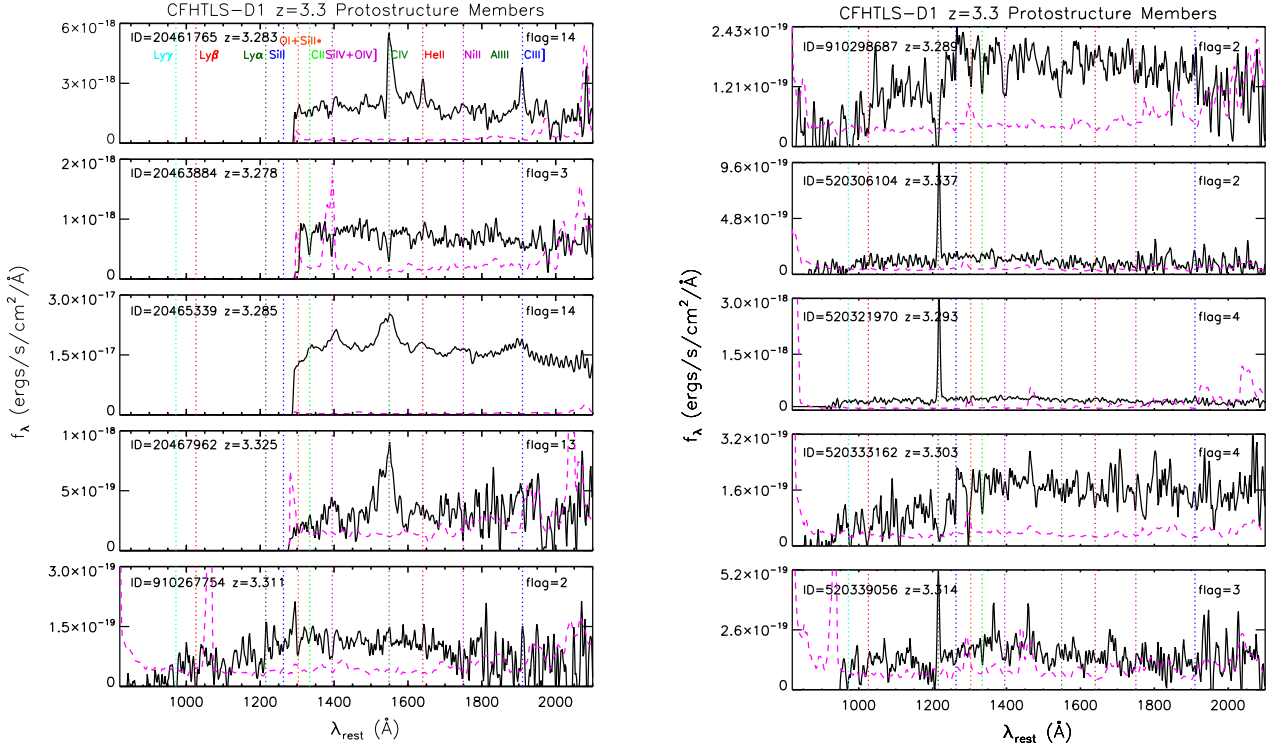 CFHTLS-D1 z=3.3 Protostructure Members
6×10⁻¹⁸
ID=20461765 z=3.283
OI+SiII*
flag=14
Lyγ Lyβ Lyα SiII CII SiIV+OIV] CIV HeII NiII AlIII CIII]
3×10⁻¹⁸
0
2×10⁻¹⁸
ID=20463884 z=3.278
flag=3
1×10⁻¹⁸
0
3.0×10⁻¹⁷
ID=20465339 z=3.285
flag=14
1.5×10⁻¹⁷
0
1×10⁻¹⁸
ID=20467962 z=3.325
flag=13
5×10⁻¹⁹
0
3.0×10⁻¹⁹
ID=910267754 z=3.311
flag=2
1.5×10⁻¹⁹
0
1000 1200 1400 1600 1800 2000
λrest (Å)
fλ (ergs/s/cm²/Å)
CFHTLS-D1 z=3.3 Protostructure Members
2.43×10⁻¹⁹
ID=910298687 z=3.289
flag=2
1.21×10⁻¹⁹
0
9.6×10⁻¹⁹
ID=520306104 z=3.337
flag=2
4.8×10⁻¹⁹
0
3.0×10⁻¹⁸
ID=520321970 z=3.293
flag=4
1.5×10⁻¹⁸
0
3.2×10⁻¹⁹
ID=520333162 z=3.303
flag=4
1.6×10⁻¹⁹
0
5.2×10⁻¹⁹
ID=520339056 z=3.314
flag=3
2.6×10⁻¹⁹
0
1000 1200 1400 1600 1800 2000
λrest (Å)
fλ (ergs/s/cm²/Å)